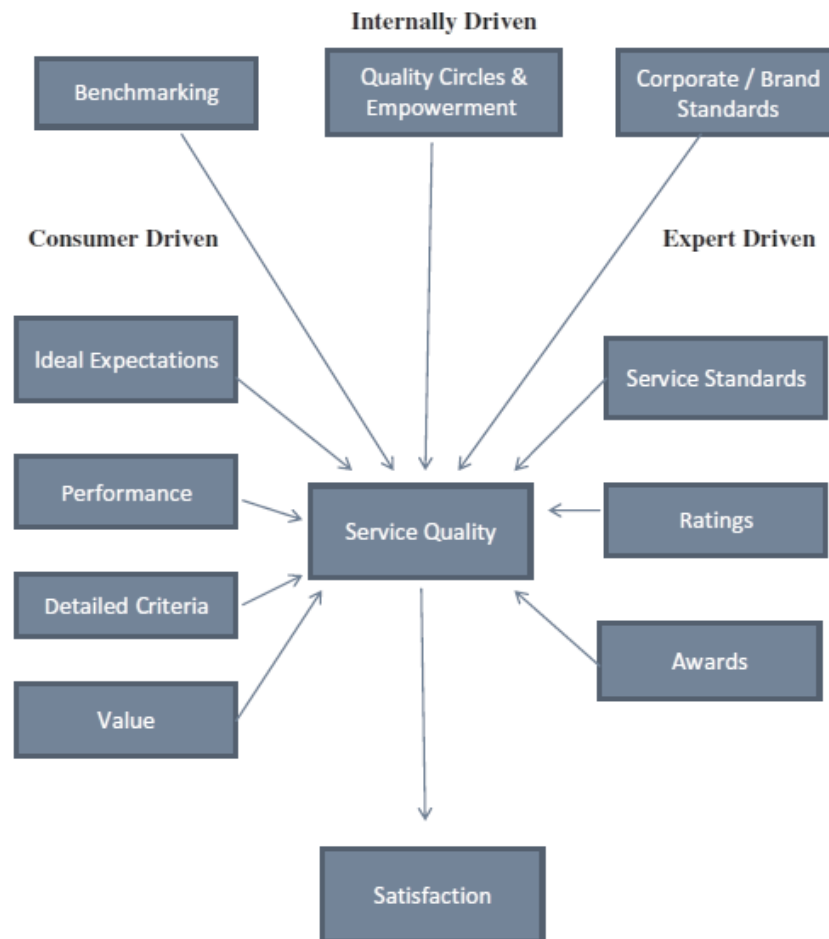 Internally Driven
Benchmarking
Quality Circles &
Empowerment
Corporate / Brand
Standards
Consumer Driven
Expert Driven
Ideal Expectations
Service Standards
Performance
Service Quality
Ratings
Detailed Criteria
Awards
Value
Satisfaction